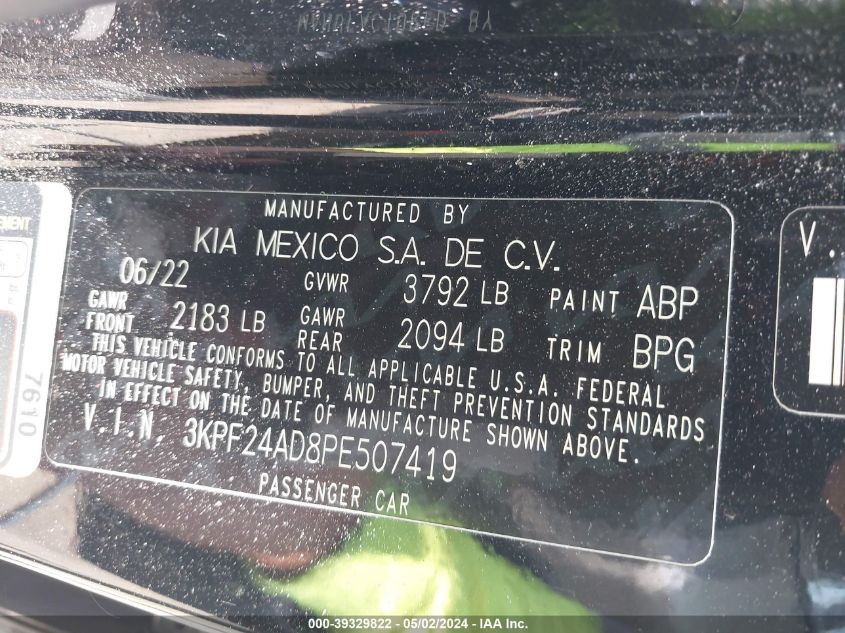 MANUFACTURED BY
KIA MEXICO S.A. DE C.V.
06/22 GVWR 3792 LB PAINT ABP
GAWR FRONT 2183 LB GAWR REAR 2094 LB TRIM BPG
THIS VEHICLE CONFORMS TO ALL APPLICABLE U.S.A. FEDERAL
MOTOR VEHICLE SAFETY, BUMPER, AND THEFT PREVENTION STANDARDS
IN EFFECT ON THE DATE OF MANUFACTURE SHOWN ABOVE.
V.I.N. 3KPF24AD8PE507419
PASSENGER CAR
7610
V.
000-39329822 - 05/02/2024 - IAA Inc.